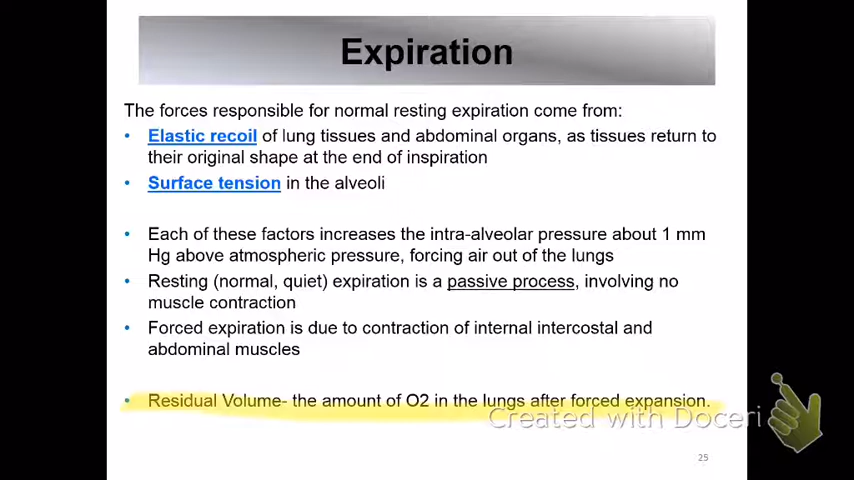 Expiration
The forces responsible for normal resting expiration come from:
• Elastic recoil of lung tissues and abdominal organs, as tissues return to
their original shape at the end of inspiration
• Surface tension in the alveoli
• Each of these factors increases the intra-alveolar pressure about 1 mm
Hg above atmospheric pressure, forcing air out of the lungs
• Resting (normal, quiet) expiration is a passive process, involving no
muscle contraction
• Forced expiration is due to contraction of internal intercostal and
abdominal muscles
• Residual Volume- the amount of O2 in the lungs after forced expansion.
Created with Doceri
25